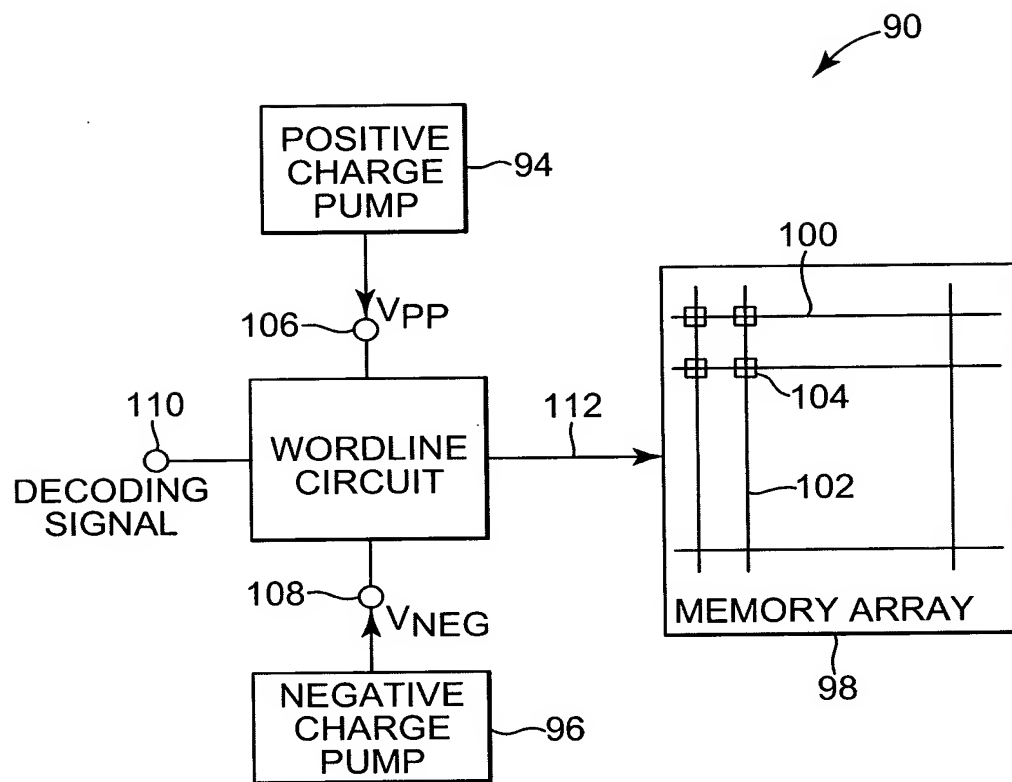 90
POSITIVE
CHARGE
PUMP
94
100
VPP
106
104
110
WORDLINE
CIRCUIT
112
DECODING
SIGNAL
102
108
VNEG
MEMORY ARRAY
98
NEGATIVE
CHARGE
PUMP
96